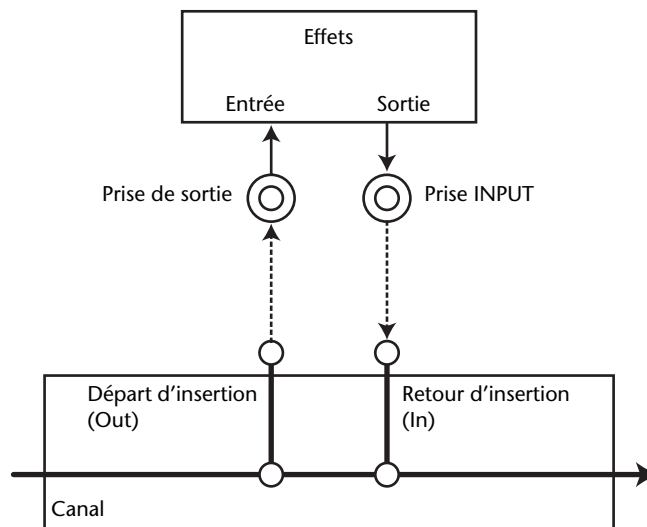 Effets
Entrée
Sortie
Prise de sortie
Prise INPUT
Départ d’insertion
(Out)
Retour d’insertion
(In)
Canal